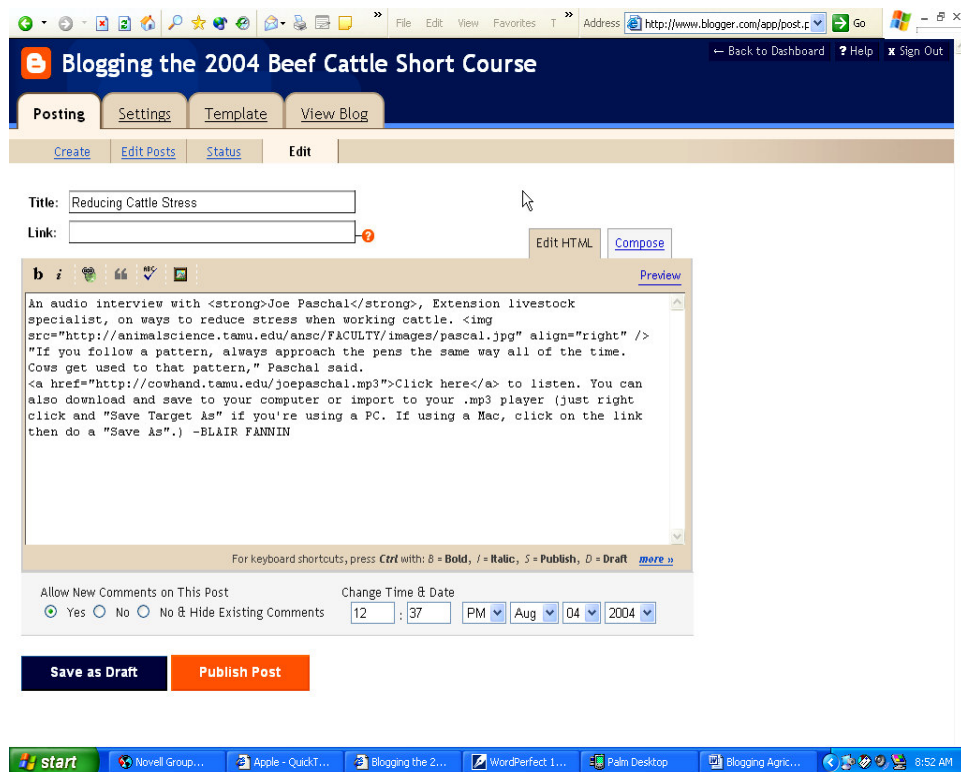 File Edit View Favorites T » Address http://www.blogger.com/app/post.p Go
Blogging the 2004 Beef Cattle Short Course
← Back to Dashboard ? Help x Sign Out
Posting Settings Template View Blog
Create Edit Posts Status Edit
Title: Reducing Cattle Stress
Link: ?
Edit HTML Compose
b i ABC Preview
An audio interview with <strong>Joe Paschal</strong>, Extension livestock
specialist, on ways to reduce stress when working cattle. <img
src="http://animalscience.tamu.edu/ansc/FACULTY/images/pascal.jpg" align="right" />
"If you follow a pattern, always approach the pens the same way all of the time.
Cows get used to that pattern," Paschal said.
<a href="http://cowhand.tamu.edu/joepaschal.mp3">Click here</a> to listen. You can
also download and save to your computer or import to your .mp3 player (just right
click and "Save Target As" if you're using a PC. If using a Mac, click on the link
then do a "Save As".) -BLAIR FANNIN
For keyboard shortcuts, press Ctrl with: B = Bold, I = Italic, S = Publish, D = Draft more »
Allow New Comments on This Post Change Time & Date
Yes No No & Hide Existing Comments 12 : 37 PM Aug 04 2004
Save as Draft Publish Post
start Novell Group... Apple - QuickT... Blogging the 2... WordPerfect 1... Palm Desktop Blogging Agric... 8:52 AM